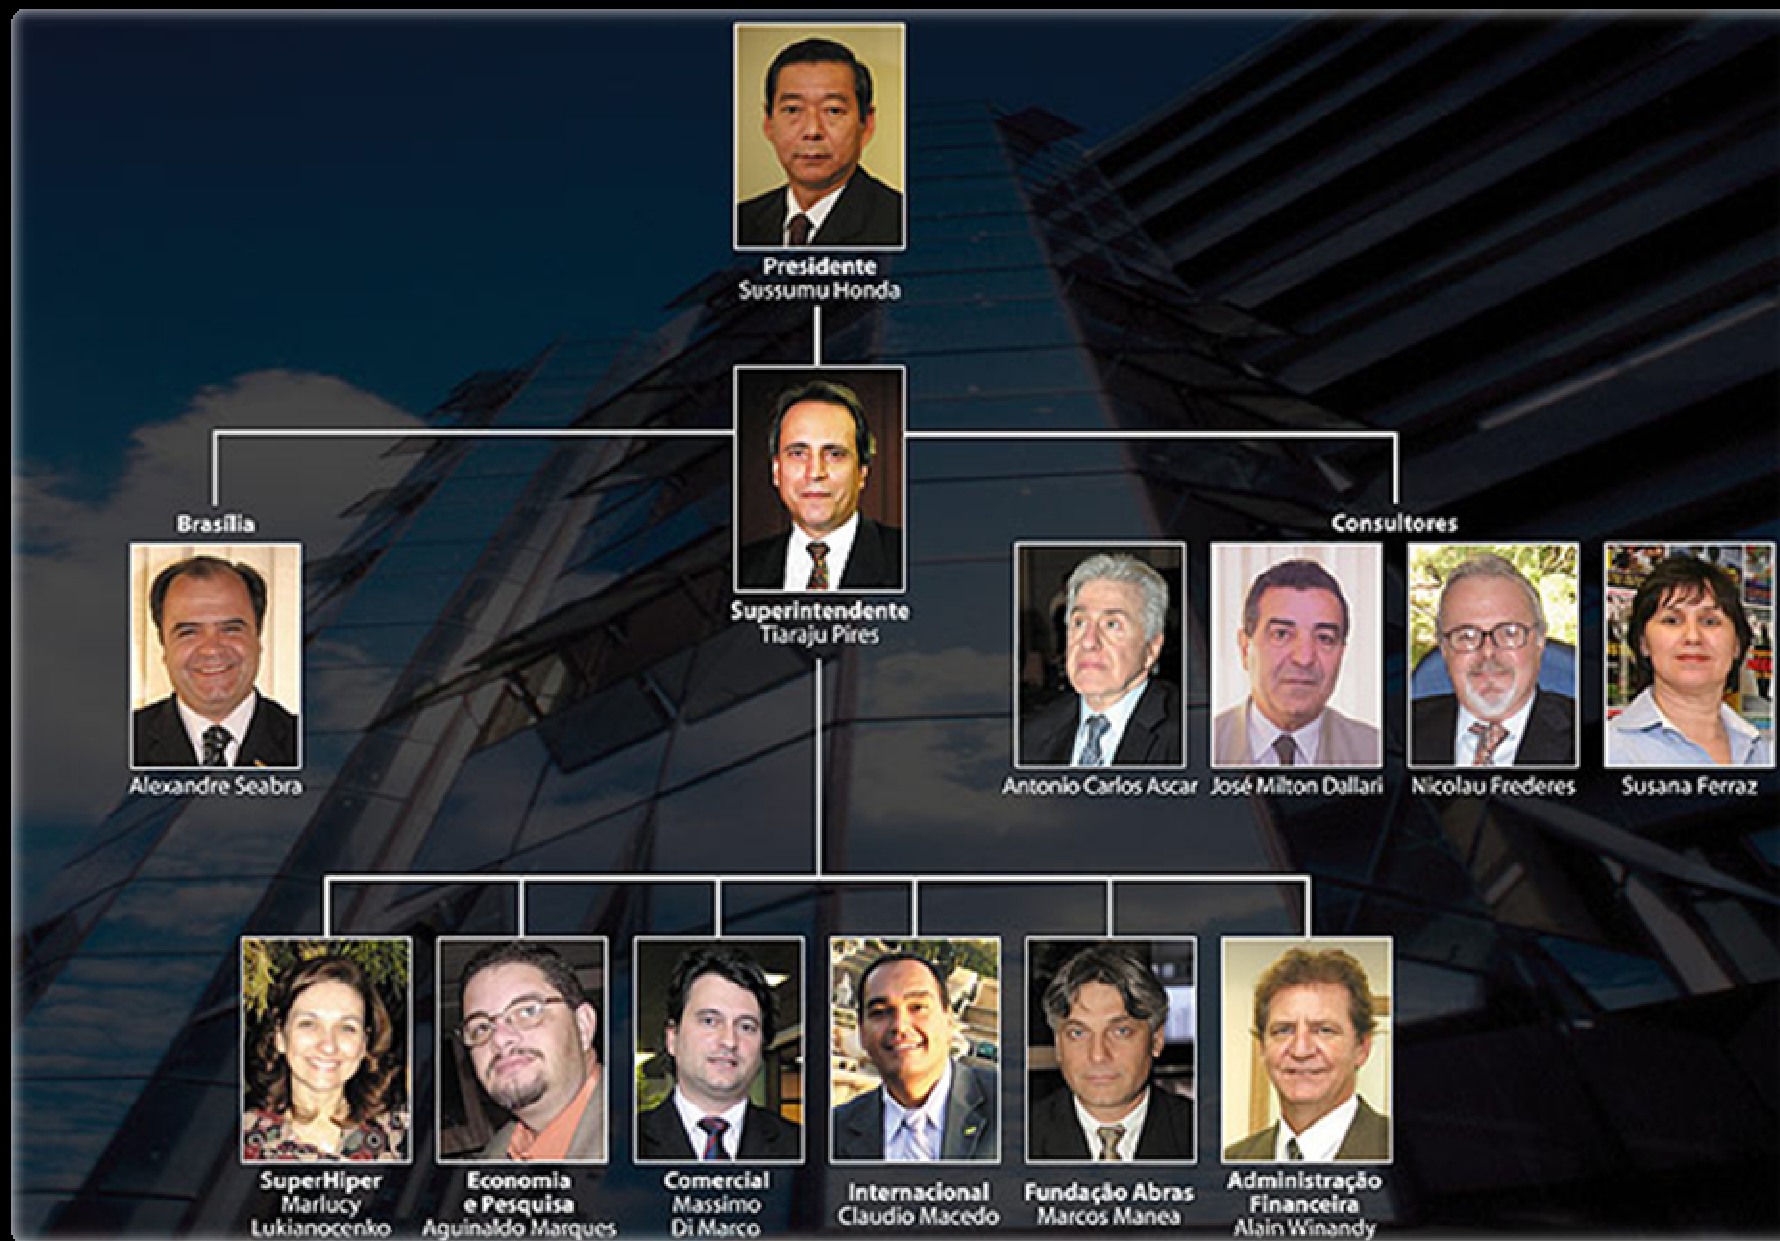 Presidente
Sussumu Honda
Superintendente
Tiaraju Pires
Brasília
Alexandre Seabra
Consultores
Antonio Carlos Ascar
José Milton Dallari
Nicolau Frederes
Susana Ferraz
SuperHiper
Marlucy
Lukianocenko
Economia
e Pesquisa
Aguinaldo Marques
Comercial
Massimo
Di Marco
Internacional
Claudio Macedo
Fundação Abras
Marcos Manea
Administração
Financeira
Alain Winandy